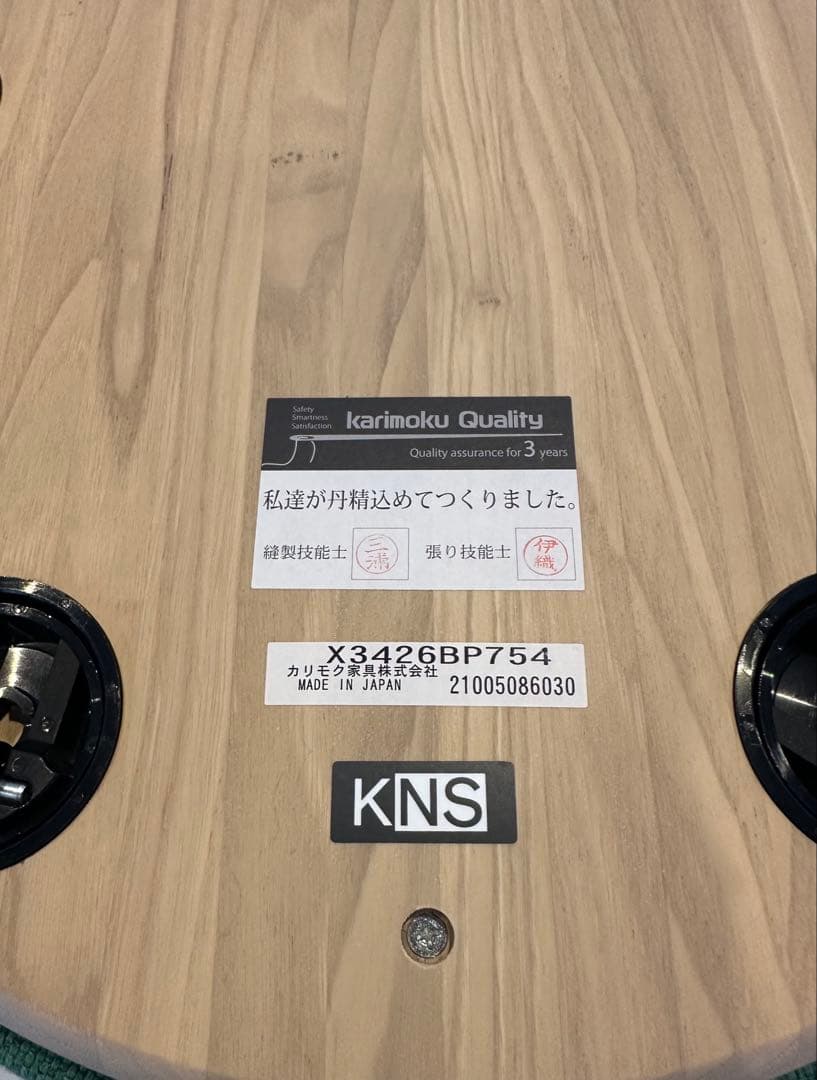 Safety
Smartness
Satisfaction
karimoku Quality
Quality assurance for 3 years
私達が丹精込めてつくりました。
縫製技能士 三浦 張り技能士 伊織
X3426BP754
カリモク家具株式会社
MADE IN JAPAN 21005086030
KNS